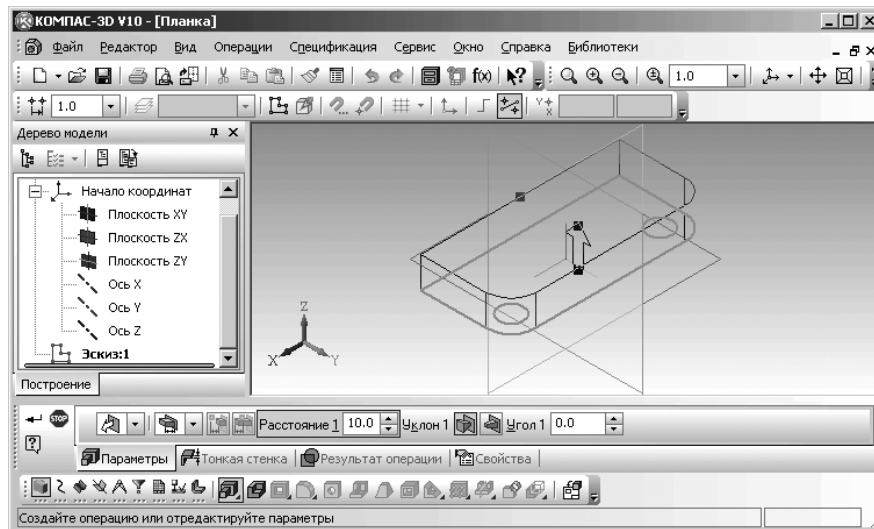 КОМПАС-3D V10 - [Планка]
Файл Редактор Вид Операции Спецификация Сервис Окно Справка Библиотеки
f(x) 1.0
1.0
Дерево модели
Начало координат
Плоскость XY
Плоскость ZX
Плоскость ZY
Ось X
Ось Y
Ось Z
Эскиз:1
Построение
Z
X
Y
STOP Расстояние 1 10.0 Уклон 1 Угол 1 0.0
Параметры Тонкая стенка Результат операции Свойства
Создайте операцию или отредактируйте параметры